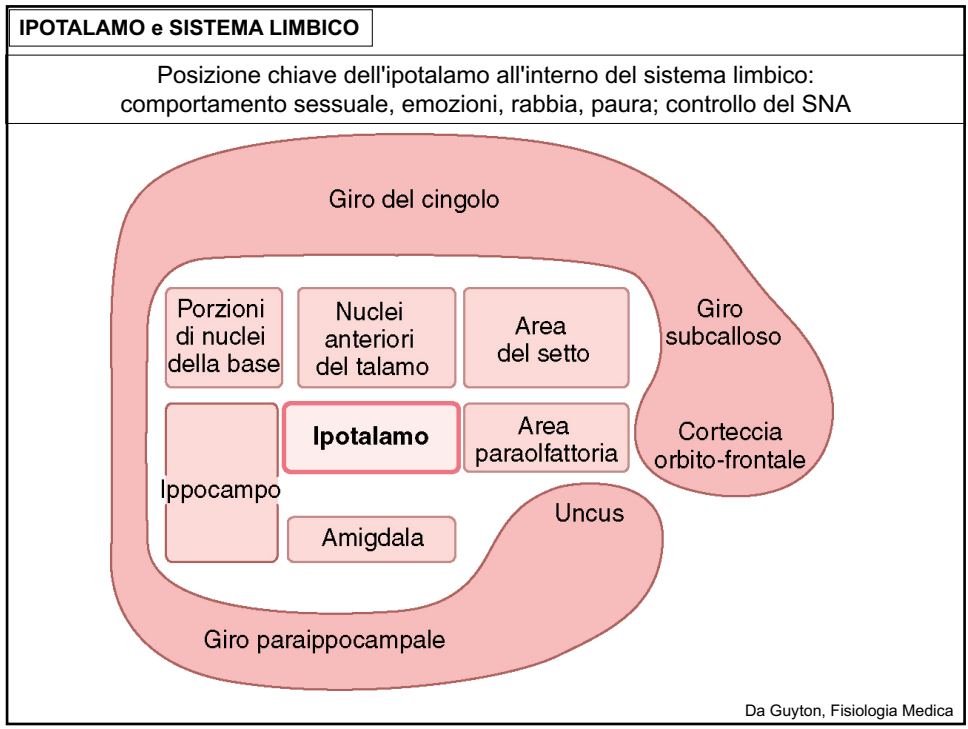 IPOTALAMO e SISTEMA LIMBICO
Posizione chiave dell'ipotalamo all'interno del sistema limbico:
comportamento sessuale, emozioni, rabbia, paura; controllo del SNA
Giro del cingolo
Porzioni
di nuclei
della base
Nuclei
anteriori
del talamo
Area
del setto
Giro
subcalloso
Ippocampo
Ipotalamo
Area
paraolfattoria
Corteccia
orbito-frontale
Amigdala
Uncus
Giro paraippocampale
Da Guyton, Fisiologia Medica